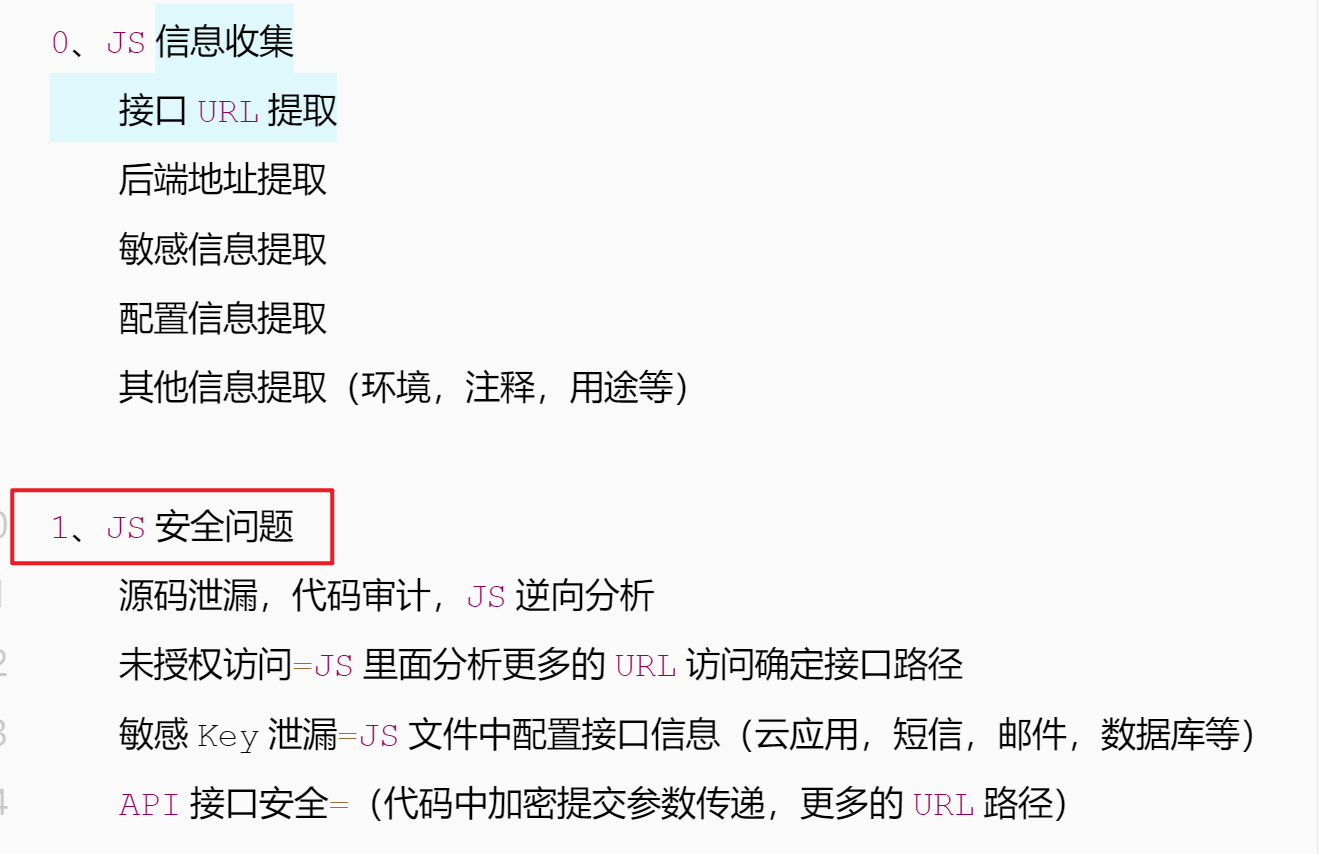 0、JS 信息收集
接口 URL 提取
后端地址提取
敏感信息提取
配置信息提取
其他信息提取（环境，注释，用途等）
1、JS 安全问题
源码泄漏，代码审计，JS 逆向分析
未授权访问=JS 里面分析更多的 URL 访问确定接口路径
敏感 Key 泄漏=JS 文件中配置接口信息（云应用，短信，邮件，数据库等）
API 接口安全=（代码中加密提交参数传递，更多的 URL 路径）